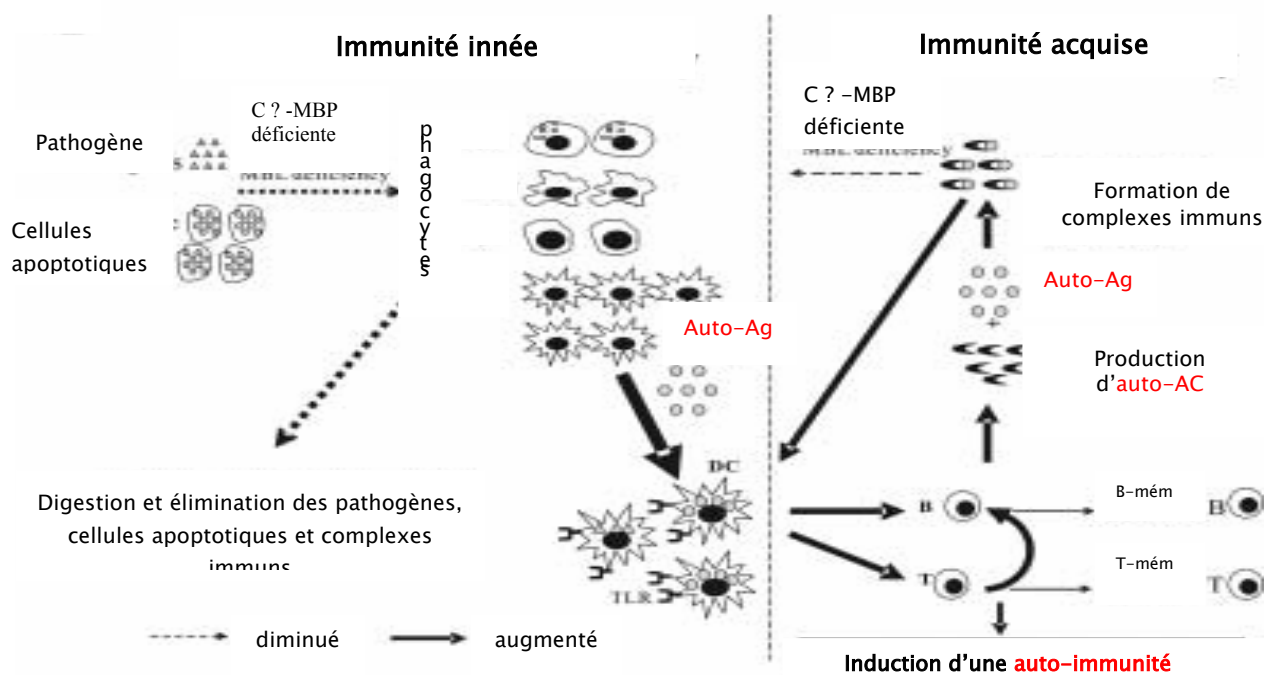 Immunité innée
Immunité acquise
C ? -MBP
déficiente
Pathogène
phagocytes
Cellules
apoptotiques
Auto-Ag
DC
TLR
Digestion et élimination des pathogènes,
cellules apoptotiques et complexes
immuns
diminué
augmenté
C ? -MBP
déficiente
Formation de
complexes immuns
Auto-Ag
+
Production
d'auto-AC
B
B-mém
B
T
T-mém
T
Induction d'une auto-immunité